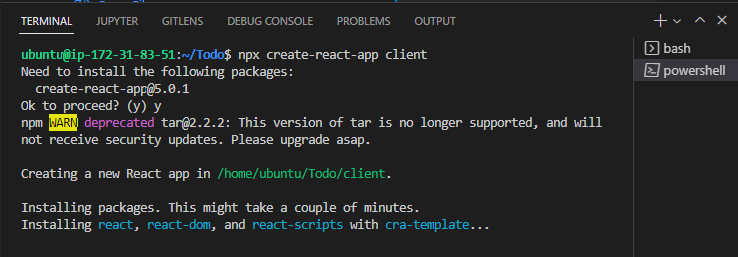 TERMINAL JUPYTER GITLENS DEBUG CONSOLE PROBLEMS OUTPUT
bash
powershell
ubuntu@ip-172-31-83-51:~/Todo$ npx create-react-app client
Need to install the following packages:
  create-react-app@5.0.1
Ok to proceed? (y) y
npm WARN deprecated tar@2.2.2: This version of tar is no longer supported, and will
not receive security updates. Please upgrade asap.

Creating a new React app in /home/ubuntu/Todo/client.

Installing packages. This might take a couple of minutes.
Installing react, react-dom, and react-scripts with cra-template...